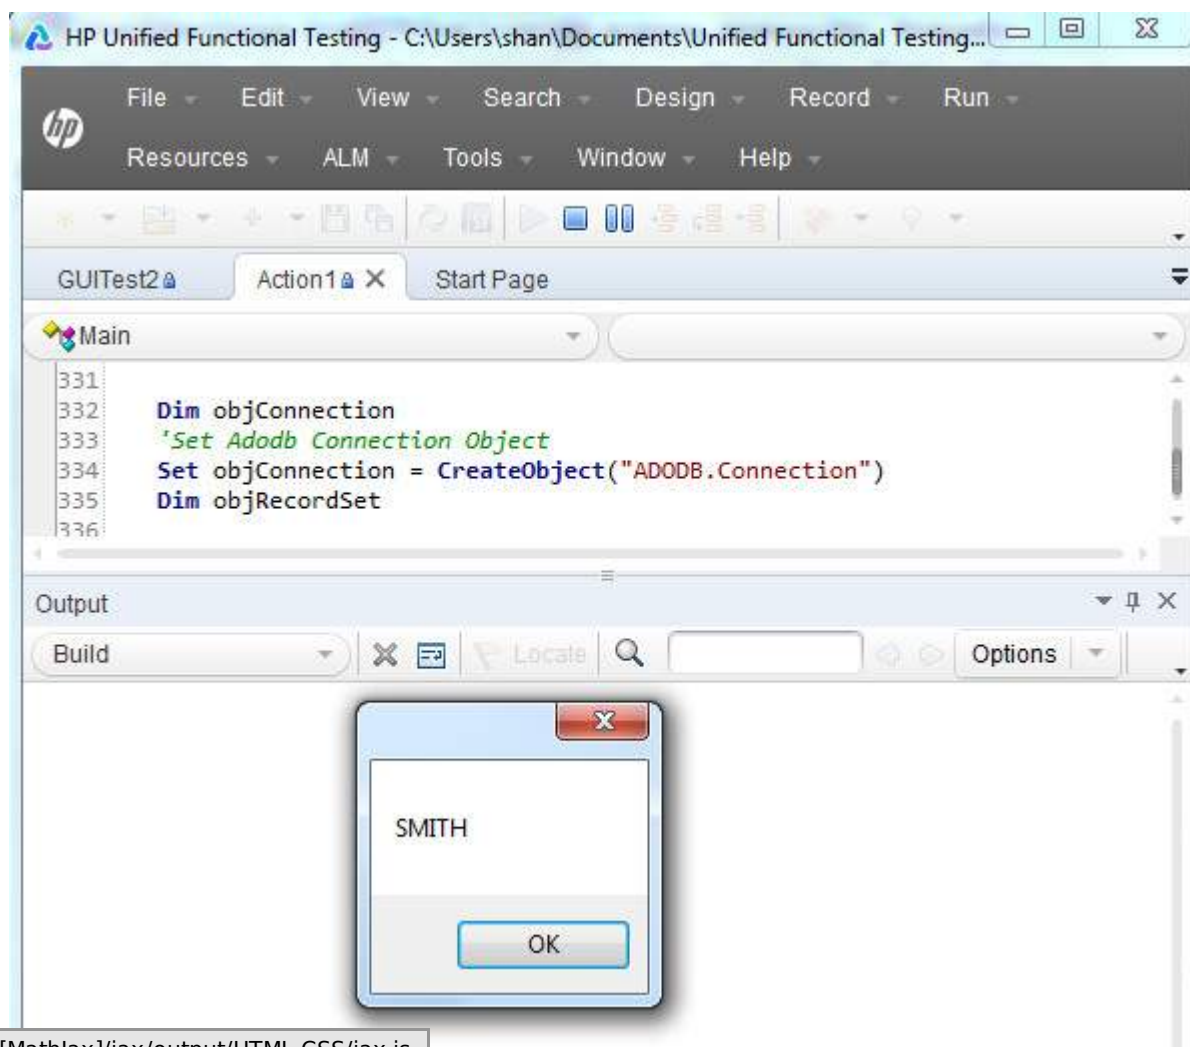 HP Unified Functional Testing - C:\Users\shan\Documents\Unified Functional Testing...
hp
File Edit View Search Design Record Run
Resources ALM Tools Window Help
GUITest2 Action1 Start Page
Main
331
332 Dim objConnection
333 'Set Adodb Connection Object
334 Set objConnection = CreateObject("ADODB.Connection")
335 Dim objRecordSet
336
Output
Build Locate Options
SMITH
OK
[MathJax]/jax/output/HTML-CSS/jax.js